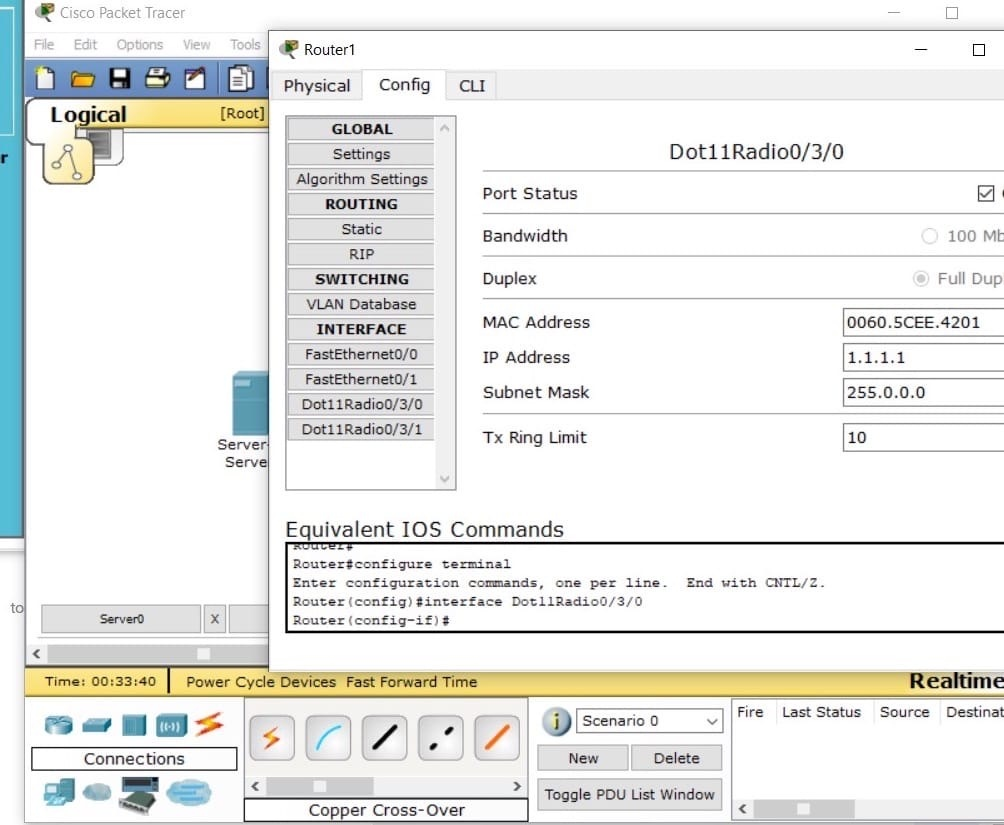 Cisco Packet Tracer
File Edit Options View Tools
Router1
Physical Config CLI
Logical [Root]
GLOBAL
Settings
Algorithm Settings
ROUTING
Static
RIP
SWITCHING
VLAN Database
INTERFACE
FastEthernet0/0
FastEthernet0/1
Dot11Radio0/3/0
Dot11Radio0/3/1
Dot11Radio0/3/0
Port Status
Bandwidth 100 Mb
Duplex Full Dup
MAC Address 0060.5CEE.4201
IP Address 1.1.1.1
Subnet Mask 255.0.0.0
Tx Ring Limit 10
r
Server-
Serve
Equivalent IOS Commands
Router#
Router#configure terminal
Enter configuration commands, one per line. End with CNTL/Z.
Router(config)#interface Dot11Radio0/3/0
Router(config-if)#
to
Server0 X
Time: 00:33:40 Power Cycle Devices Fast Forward Time Realtime
Connections
Copper Cross-Over
i Scenario 0
New Delete
Toggle PDU List Window
Fire Last Status Source Destinat